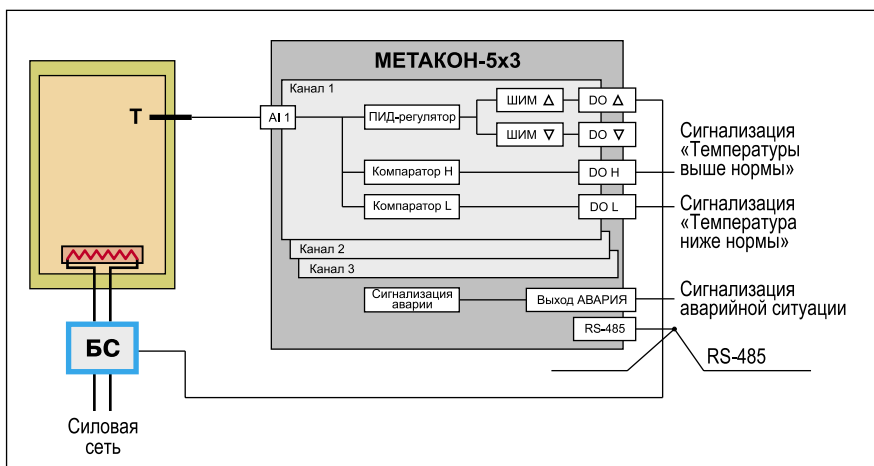 МЕТАКОН-5х3
Канал 1
Т
AI 1
ПИД-регулятор
ШИМ
DO
ШИМ
DO
Компаратор Н
DO H
Компаратор L
DO L
Канал 2
Канал 3
Сигнализация
аварии
Выход АВАРИЯ
RS-485
Сигнализация
«Температуры
выше нормы»
Сигнализация
«Температура
ниже нормы»
Сигнализация
аварийной ситуации
RS-485
БС
Силовая
сеть